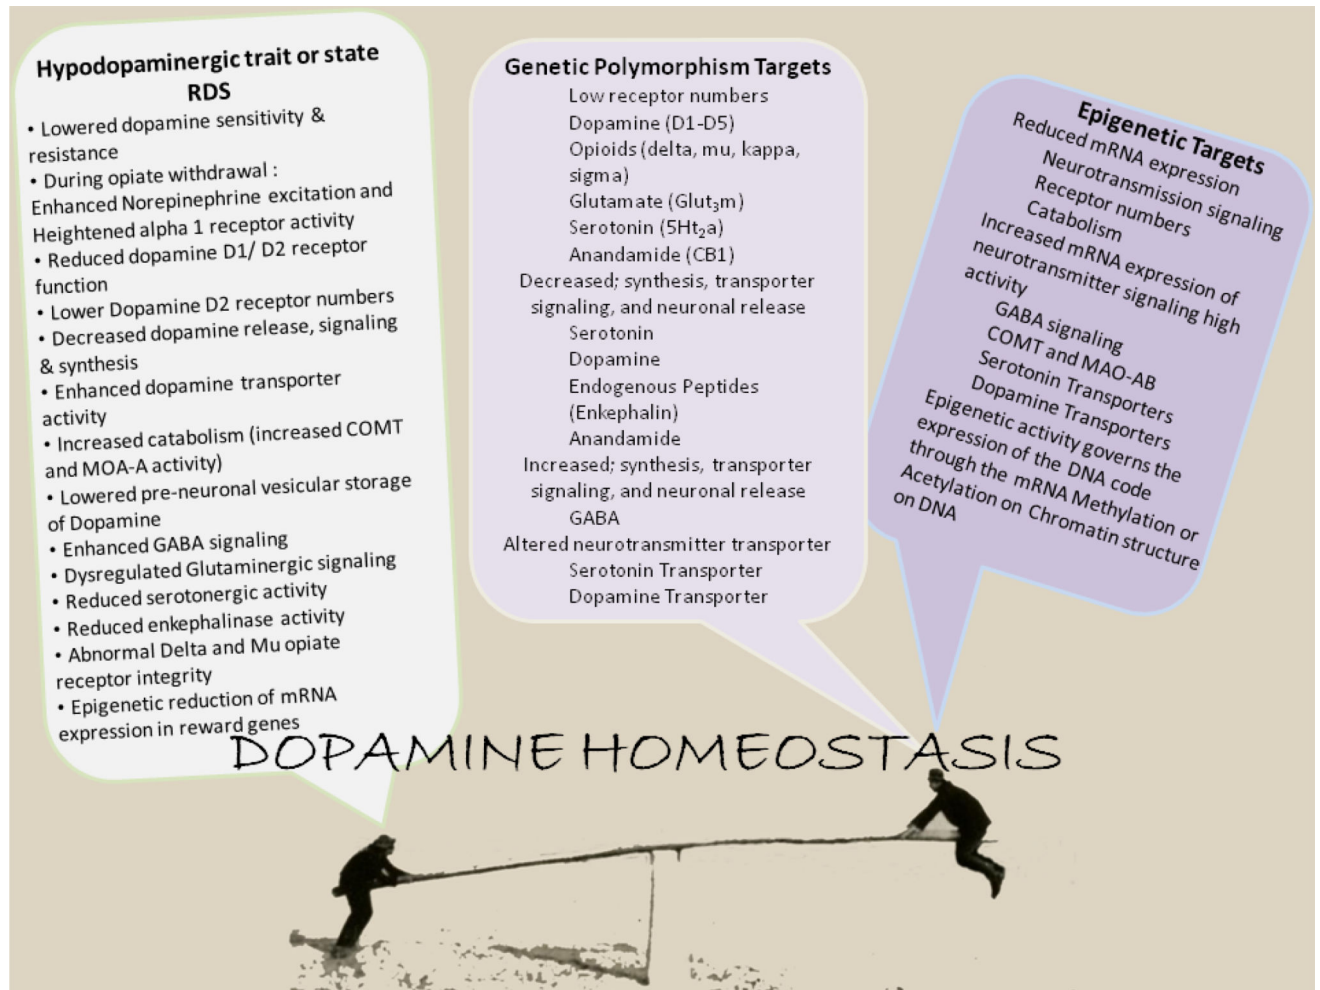 Hypodopaminergic trait or state
RDS
• Lowered dopamine sensitivity &
resistance
• During opiate withdrawal :
Enhanced Norepinephrine excitation and
Heightened alpha 1 receptor activity
• Reduced dopamine D1/ D2 receptor
function
• Lower Dopamine D2 receptor numbers
• Decreased dopamine release, signaling
& synthesis
• Enhanced dopamine transporter
activity
• Increased catabolism (increased COMT
and MOA-A activity)
• Lowered pre-neuronal vesicular storage
of Dopamine
• Enhanced GABA signaling
• Dysregulated Glutaminergic signaling
• Reduced serotonergic activity
• Reduced enkephalinase activity
• Abnormal Delta and Mu opiate
receptor integrity
• Epigenetic reduction of mRNA
expression in reward genes
Genetic Polymorphism Targets
Low receptor numbers
Dopamine (D1-D5)
Opioids (delta, mu, kappa,
sigma)
Glutamate (Glut₃m)
Serotonin (5Ht₂a)
Anandamide (CB1)
Decreased; synthesis, transporter
signaling, and neuronal release
Serotonin
Dopamine
Endogenous Peptides
(Enkephalin)
Anandamide
Increased; synthesis, transporter
signaling, and neuronal release
GABA
Altered neurotransmitter transporter
Serotonin Transporter
Dopamine Transporter
Epigenetic Targets
Reduced mRNA expression
Neurotransmission signaling
Receptor numbers
Catabolism
Increased mRNA expression of
neurotransmitter signaling high
activity
GABA signaling
COMT and MAO-AB
Serotonin Transporters
Dopamine Transporters
Epigenetic activity governs the
expression of the DNA code
through the mRNA Methylation or
Acetylation on Chromatin structure
on DNA
DOPAMINE HOMEOSTASIS